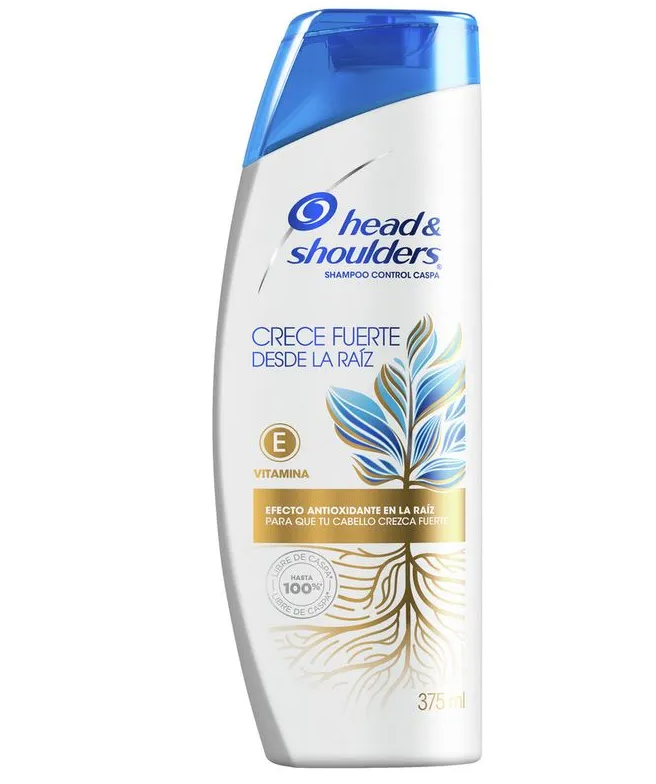 head &
shoulders®
SHAMPOO CONTROL CASPA
CRECE FUERTE
DESDE LA RAÍZ
E
VITAMINA
EFECTO ANTIOXIDANTE EN LA RAÍZ
PARA QUE TU CABELLO CREZCA FUERTE
LIBRE DE CASPA*
HASTA
100%*
LIBRE DE CASPA*
375 ml